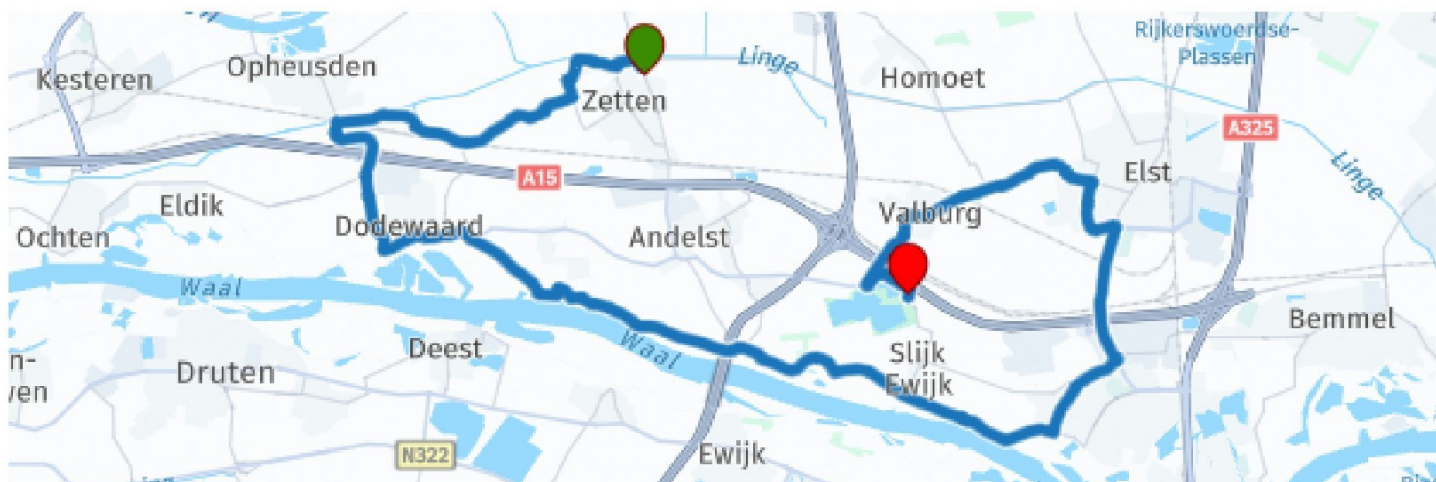 Rijkerswoerdse-
Plassen
Opheusden
Linge
Homoet
Kesteren
Zetten
A325
Linge
Elst
A15
Eldik
Valburg
Dodewaard
Ochten
Andelst
Waal
Bemmel
Deest
Waal
Slijk
Ewijk
Druten
N322
Ewijk